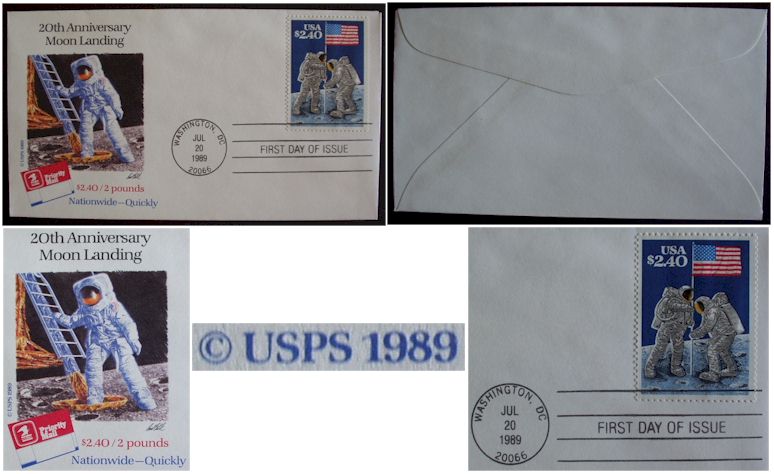 20th Anniversary
Moon Landing
© USPS 1989
Priority
Mail
$2.40/2 pounds
Nationwide—Quickly
USA
$2.40
WASHINGTON, DC
JUL
20
1989
20066
FIRST DAY OF ISSUE
20th Anniversary
Moon Landing
© USPS 1989
Priority
Mail
$2.40/2 pounds
Nationwide—Quickly
© USPS 1989
USA
$2.40
WASHINGTON, DC
JUL
20
1989
20066
FIRST DAY OF ISSUE